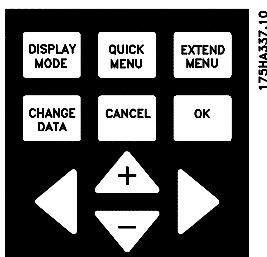 DISPLAY
MODE
QUICK
MENU
EXTEND
MENU
CHANGE
DATA
CANCEL
OK
+
−
175HA337.10